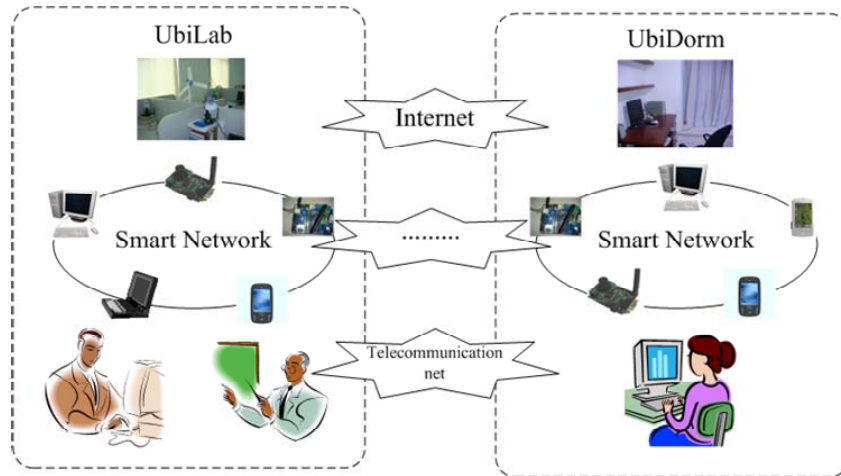 UbiLab
UbiDorm
Internet
Smart Network
.........
Smart Network
Telecommunication
net